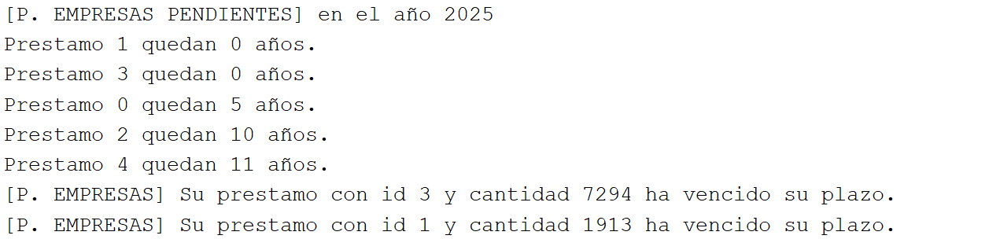 [P. EMPRESAS PENDIENTES] en el año 2025
Prestamo 1 quedan 0 años.
Prestamo 3 quedan 0 años.
Prestamo 0 quedan 5 años.
Prestamo 2 quedan 10 años.
Prestamo 4 quedan 11 años.
[P. EMPRESAS] Su prestamo con id 3 y cantidad 7294 ha vencido su plazo.
[P. EMPRESAS] Su prestamo con id 1 y cantidad 1913 ha vencido su plazo.